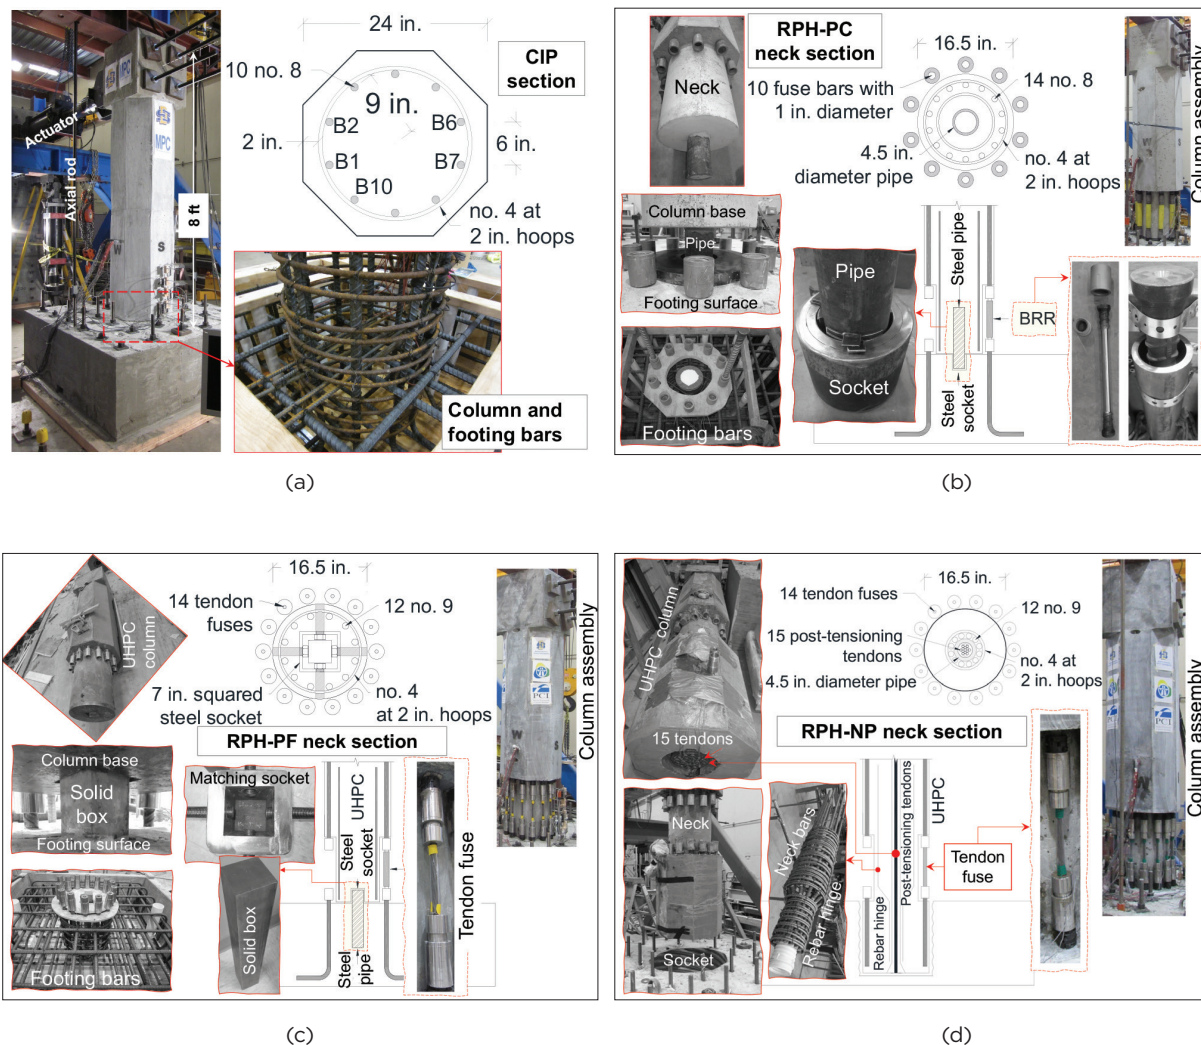 24 in.
CIP
section
10 no. 8
9 in.
B2
B6
2 in.
6 in.
B1
B7
B10
no. 4 at
2 in. hoops
Actuator
Axial rod
8 ft
MPC
MPC
W
S
Column and
footing bars
(a)
RPH-PC
neck section
16.5 in.
Neck
10 fuse bars with
1 in. diameter
14 no. 8
4.5 in.
diameter pipe
no. 4 at
2 in. hoops
Column assembly
Column base
Pipe
Footing surface
Footing bars
Pipe
Socket
Steel pipe
Steel
socket
BRR
W
S
(b)
16.5 in.
14 tendon
fuses
12 no. 9
7 in. squared
steel socket
no. 4
at 2 in. hoops
UHPC
column
RPH-PF neck section
Column assembly
PCI
W
S
Column base
Solid
box
Footing surface
Matching socket
Solid box
UHPC
Steel
socket
Steel
pipe
Tendon fuse
Footing bars
(c)
16.5 in.
14 tendon fuses
12 no. 9
15 post-tensioning
tendons
no. 4 at
2 in. hoops
4.5 in. diameter pipe
UHPC column
15 tendons
RPH-NP neck section
Column assembly
PCI
Neck
Socket
Neck bars
Rebar hinge
Rebar hinge
Post-tensioning tendons
UHPC
Tendon
fuse
(d)